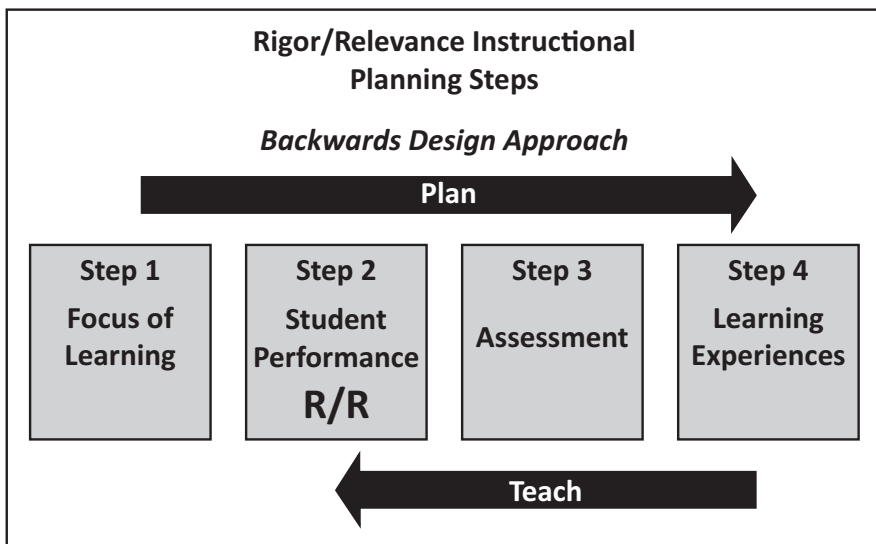 Rigor/Relevance Instructional
Planning Steps
Backwards Design Approach
Plan
Step 1
Focus of
Learning
Step 2
Student
Performance
R/R
Step 3
Assessment
Step 4
Learning
Experiences
Teach